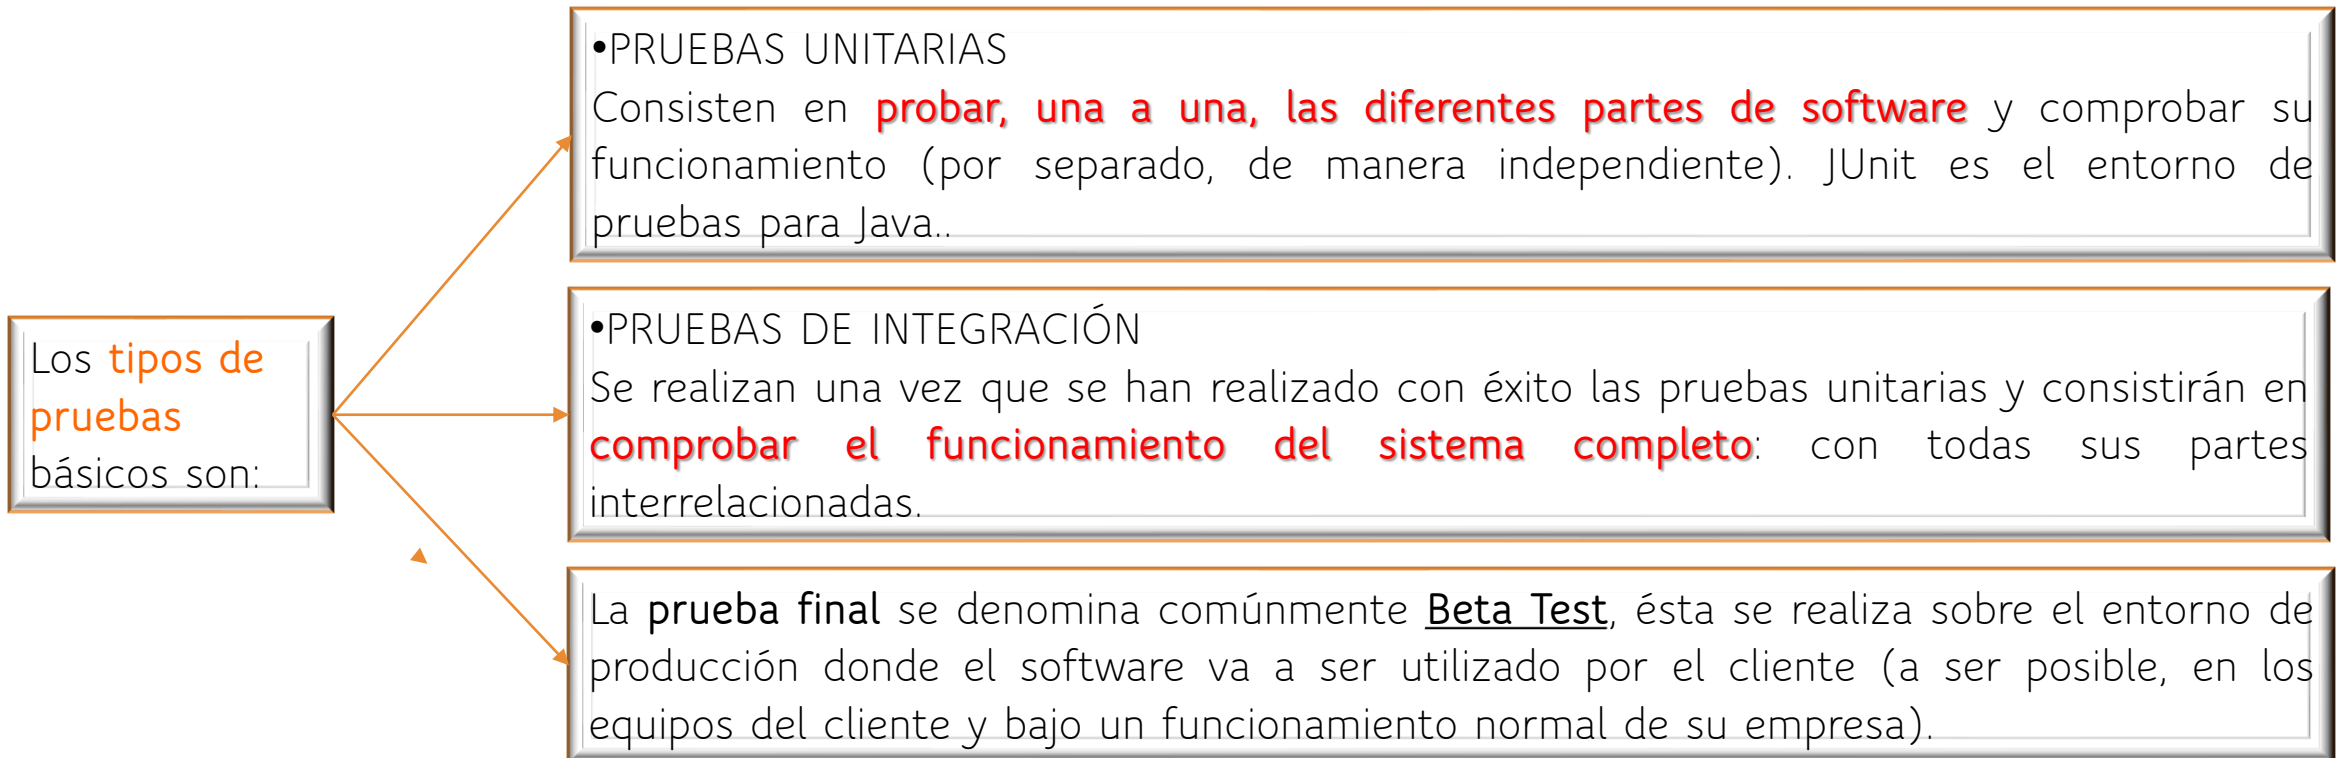 Los tipos de
pruebas
básicos son:
•PRUEBAS UNITARIAS
Consisten en probar, una a una, las diferentes partes de software y comprobar su
funcionamiento (por separado, de manera independiente). JUnit es el entorno de
pruebas para Java..
•PRUEBAS DE INTEGRACIÓN
Se realizan una vez que se han realizado con éxito las pruebas unitarias y consistirán en
comprobar el funcionamiento del sistema completo: con todas sus partes
interrelacionadas.
La prueba final se denomina comúnmente Beta Test, ésta se realiza sobre el entorno de
producción donde el software va a ser utilizado por el cliente (a ser posible, en los
equipos del cliente y bajo un funcionamiento normal de su empresa).